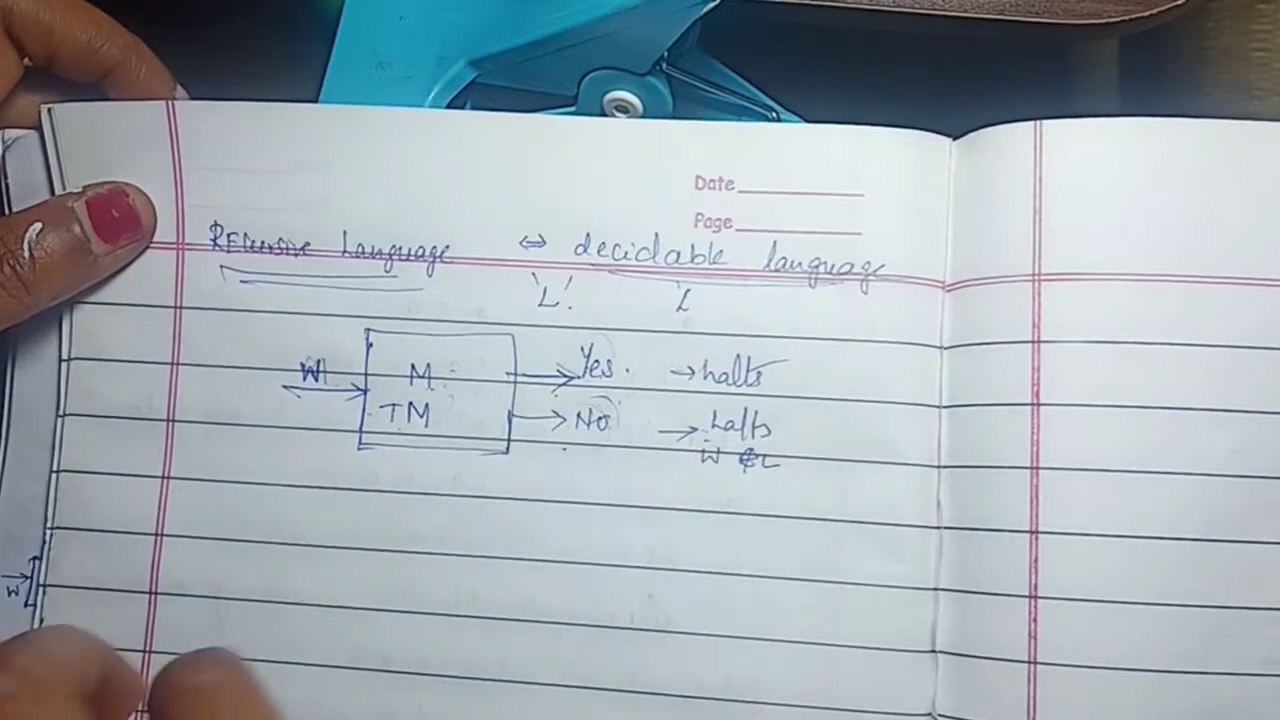 Date
Page
Recursive Language ⇔ decidable language
'L'. 'L
W M Yes. → halts
TM No → halts
W ∉ L
W